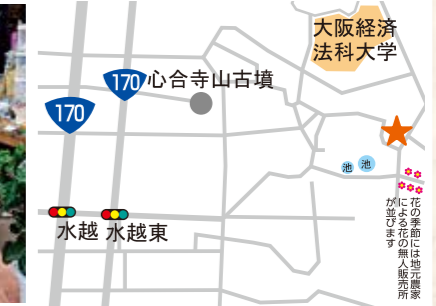 大阪経済
法科大学
170
心合寺山古墳
170
池
池
水越
水越東
花の季節には地元農家
による花の無人販売所
が並びます